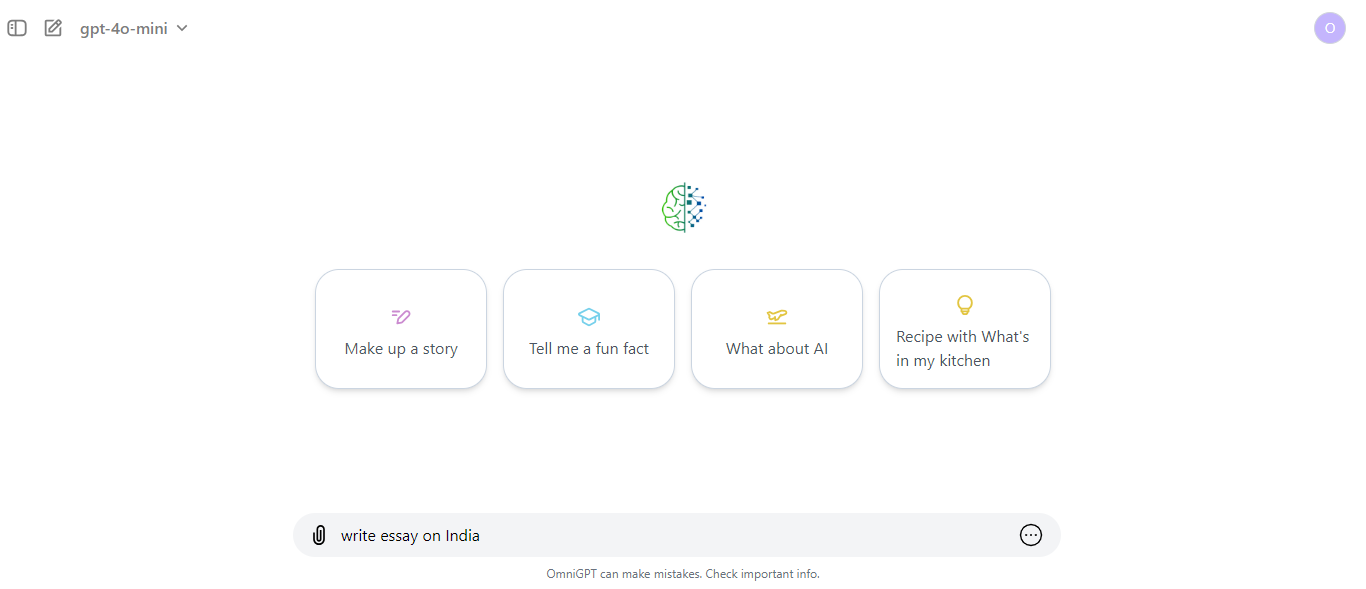 gpt-4o-mini
O
Make up a story
Tell me a fun fact
What about AI
Recipe with What's
in my kitchen
write essay on India
OmniGPT can make mistakes. Check important info.